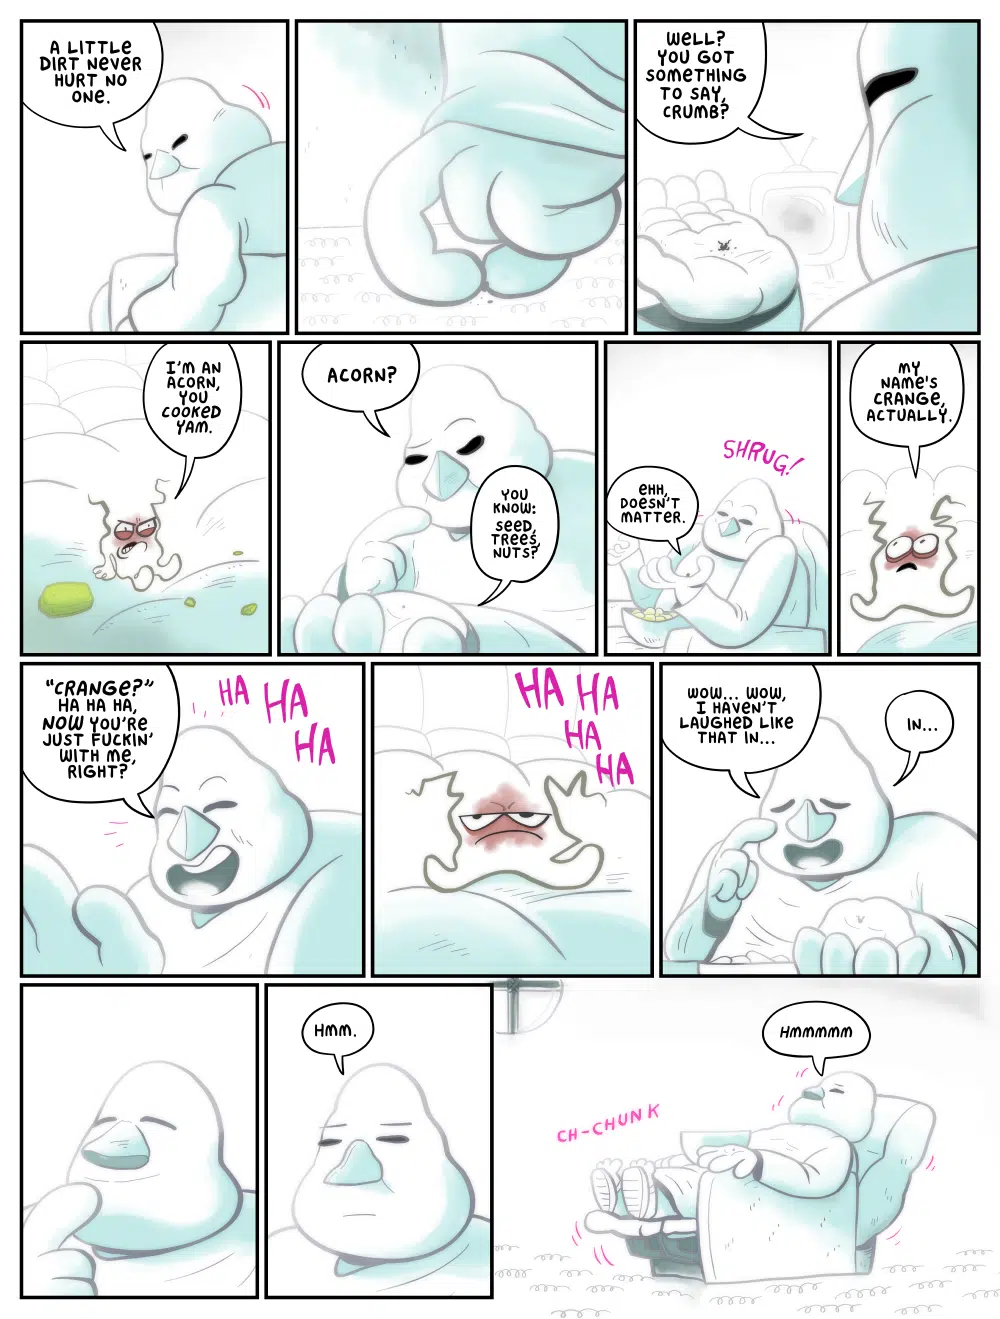 A LITTLE
DIRT NEVER
HURT NO
ONE.
WELL?
YOU GOT
SOMETHING
TO SAY,
CRUMB?
I'M AN
ACORN,
YOU
COOKED
YAM.
ACORN?
YOU
KNOW:
SEED,
TREES,
NUTS?
SHRUG!
EHH,
DOESN'T
MATTER.
MY
NAME'S
CRANGE,
ACTUALLY.
"CRANGE?"
HA HA HA,
NOW YOU'RE
JUST FUCKIN'
WITH ME,
RIGHT?
HA HA
HA
HA HA
HA
HA
WOW... WOW,
I HAVEN'T
LAUGHED LIKE
THAT IN...
IN...
HMM.
HMMMMM
CH-CHUNK